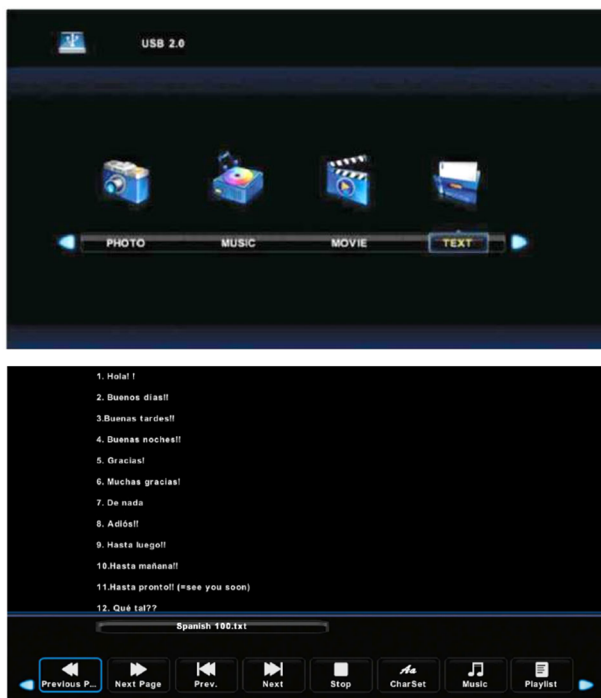 USB 2.0
PHOTO MUSIC MOVIE TEXT
1. Hola! !
2. Buenos días!!
3.Buenas tardes!!
4. Buenas noches!!
5. Gracias!
6. Muchas gracias!
7. De nada
8. Adiós!!
9. Hasta luego!!
10.Hasta mañana!!
11.Hasta pronto!! (=see you soon)
12. Qué tal??
Spanish 100.txt
Previous P... Next Page Prev. Next Stop Aa CharSet Music Playlist